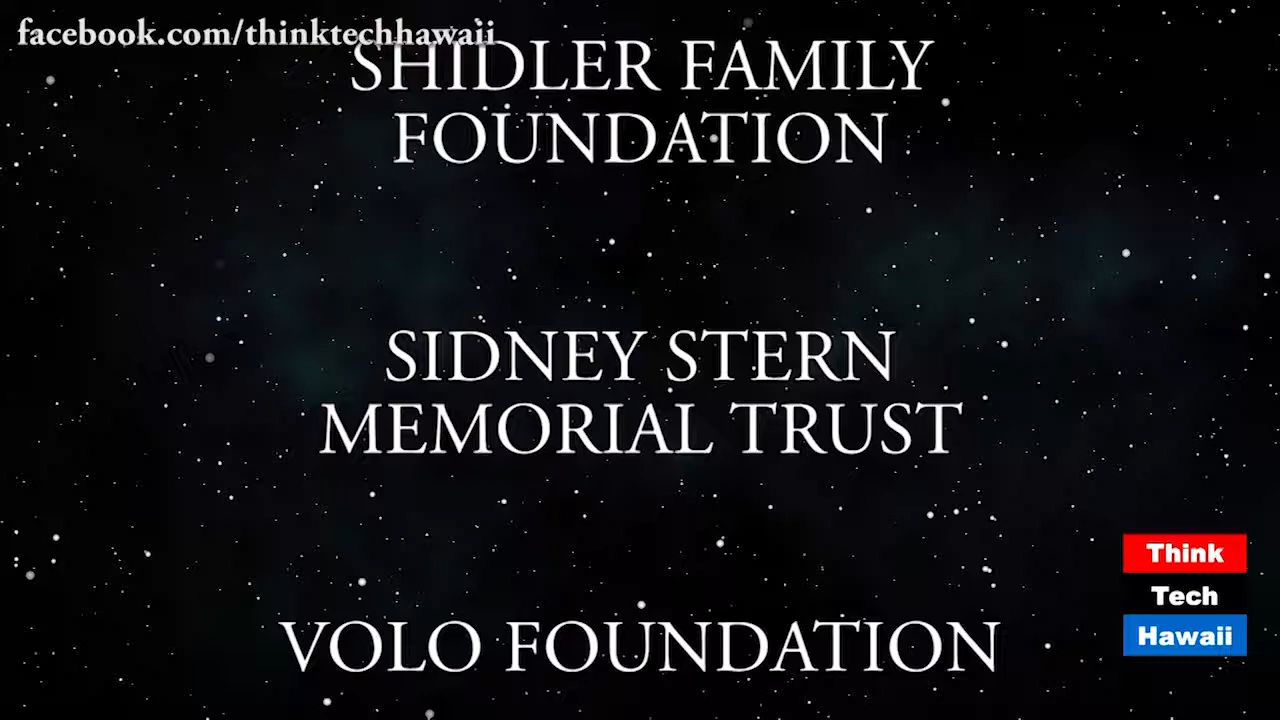 facebook.com/thinktechhawaii
SHIDLER FAMILY
FOUNDATION
SIDNEY STERN
MEMORIAL TRUST
VOLO FOUNDATION
Think
Tech
Hawaii